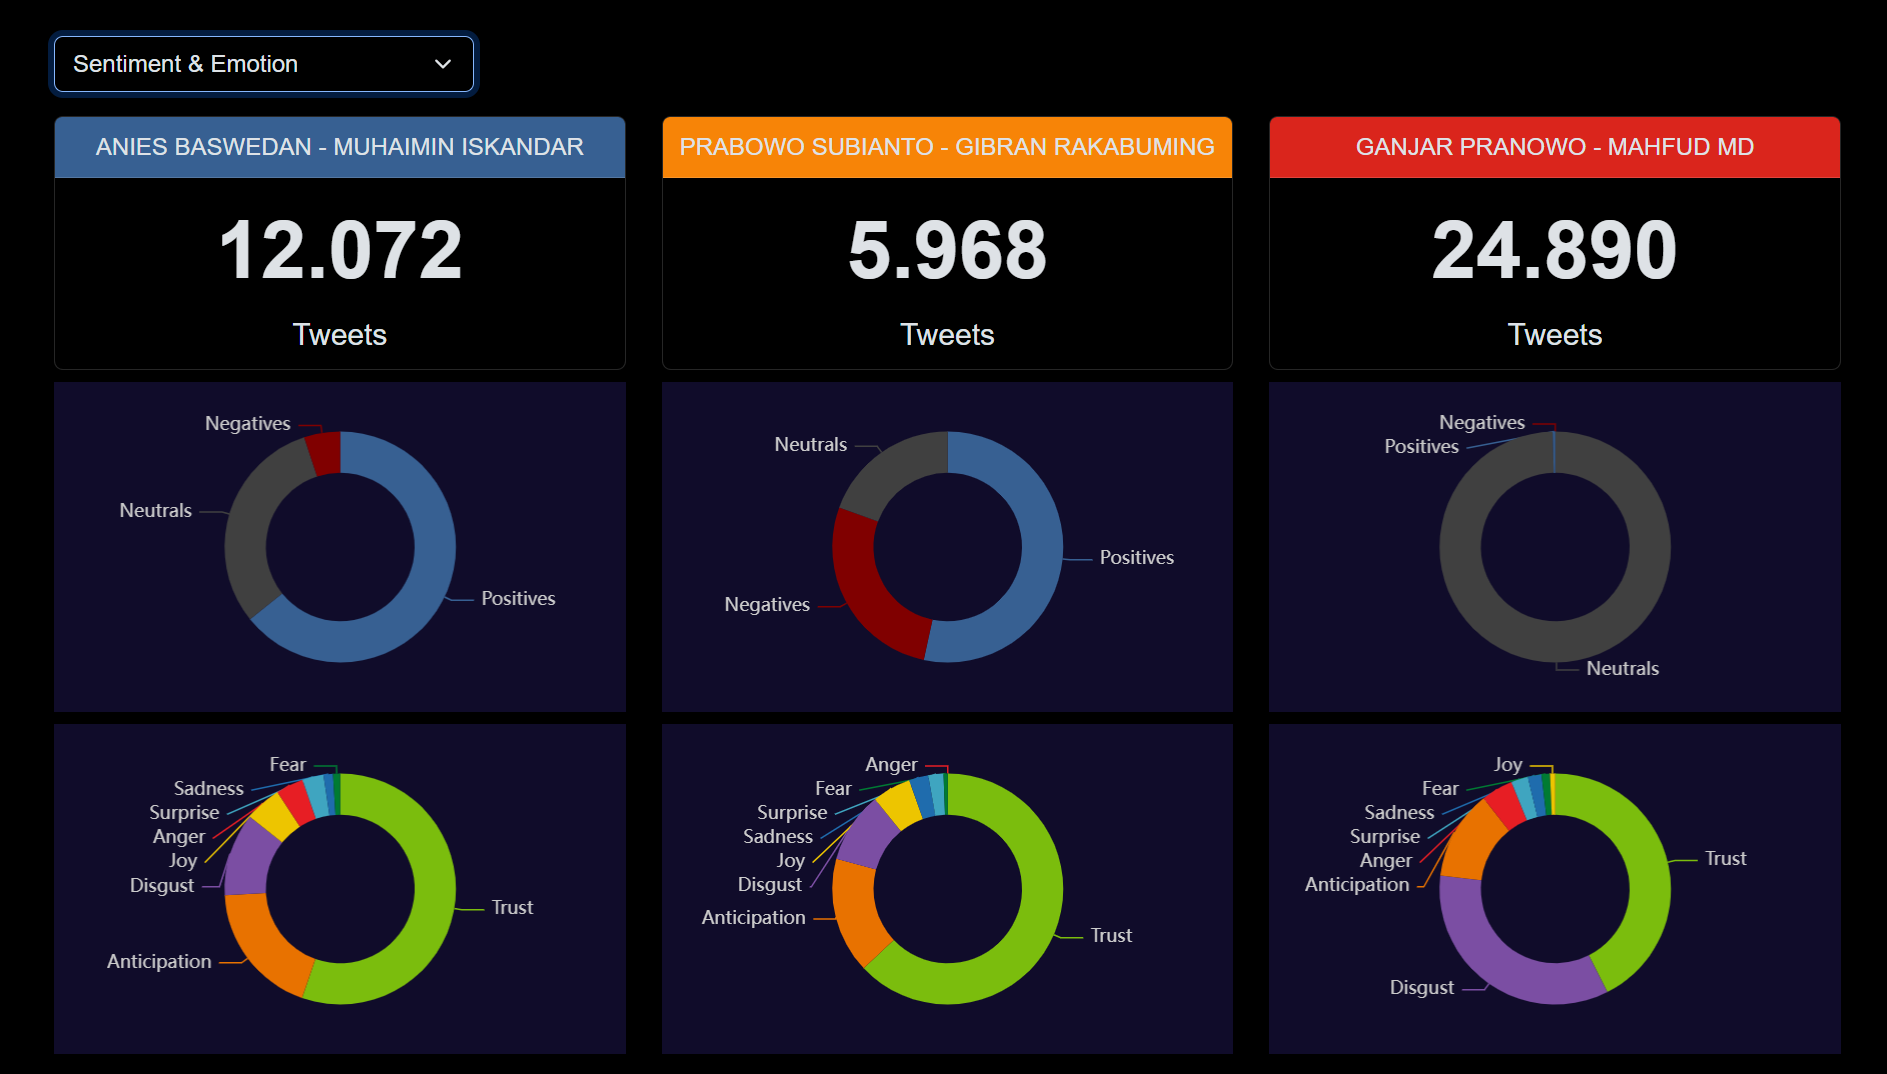 Sentiment & Emotion
ANIES BASWEDAN - MUHAIMIN ISKANDAR
12.072
Tweets
PRABOWO SUBIANTO - GIBRAN RAKABUMING
5.968
Tweets
GANJAR PRANOWO - MAHFUD MD
24.890
Tweets
Negatives
Neutrals
Positives
Neutrals
Positives
Negatives
Negatives
Positives
Neutrals
Fear
Sadness
Surprise
Anger
Joy
Disgust
Trust
Anticipation
Anger
Fear
Surprise
Sadness
Joy
Disgust
Anticipation
Trust
Joy
Fear
Sadness
Surprise
Trust
Anger
Anticipation
Disgust